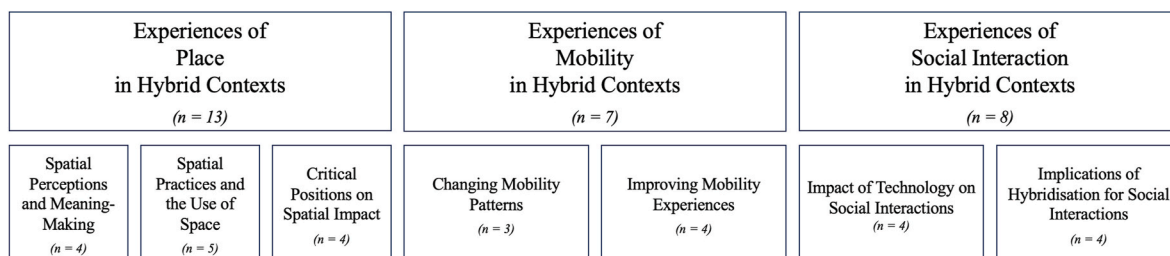 Experiences of
Place
in Hybrid Contexts
(n = 13)
Experiences of
Mobility
in Hybrid Contexts
(n = 7)
Experiences of
Social Interaction
in Hybrid Contexts
(n = 8)
Spatial
Perceptions
and Meaning-
Making
(n = 4)
Spatial
Practices and
the Use of
Space
(n = 5)
Critical
Positions on
Spatial Impact
(n = 4)
Changing Mobility
Patterns
(n = 3)
Improving Mobility
Experiences
(n = 4)
Impact of Technology on
Social Interactions
(n = 4)
Implications of
Hybridisation for Social
Interactions
(n = 4)